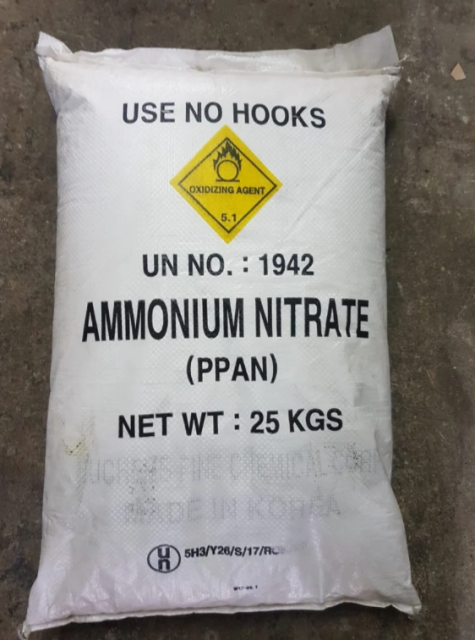 USE NO HOOKS
OXIDIZING AGENT
5.1
UN NO. : 1942
AMMONIUM NITRATE
(PPAN)
NET WT : 25 KGS
FINE CHEMICAL
MADE IN KOREA
un
5H3/Y26/S/17/